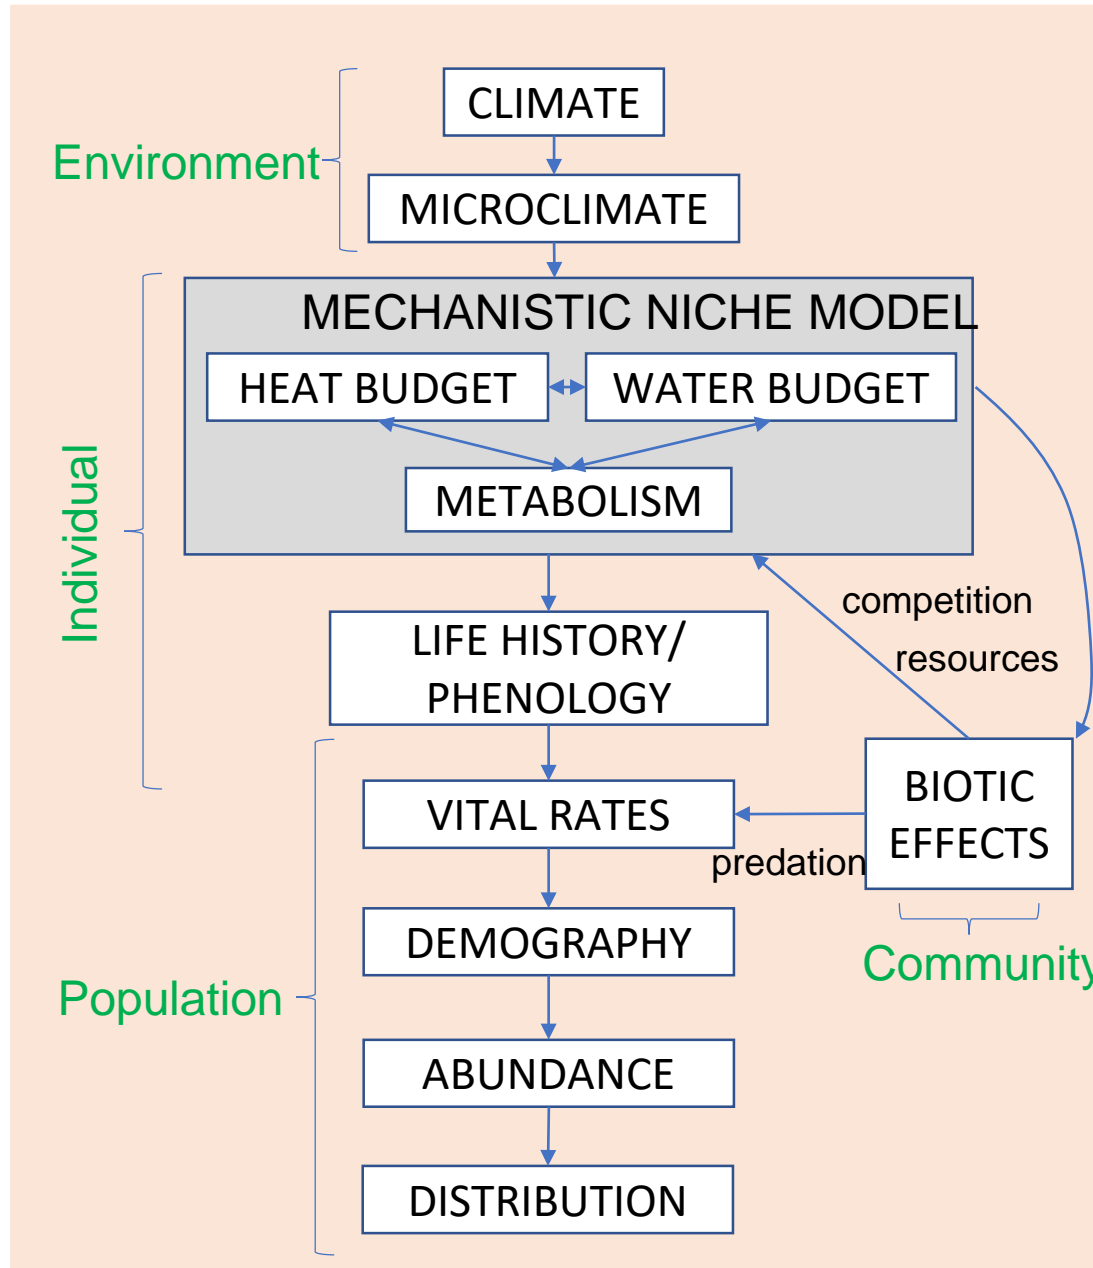 CLIMATE
Environment
MICROCLIMATE
MECHANISTIC NICHE MODEL
HEAT BUDGET
WATER BUDGET
METABOLISM
Individual
competition
resources
LIFE HISTORY/
PHENOLOGY
BIOTIC
EFFECTS
VITAL RATES
predation
DEMOGRAPHY
Community
Population
ABUNDANCE
DISTRIBUTION